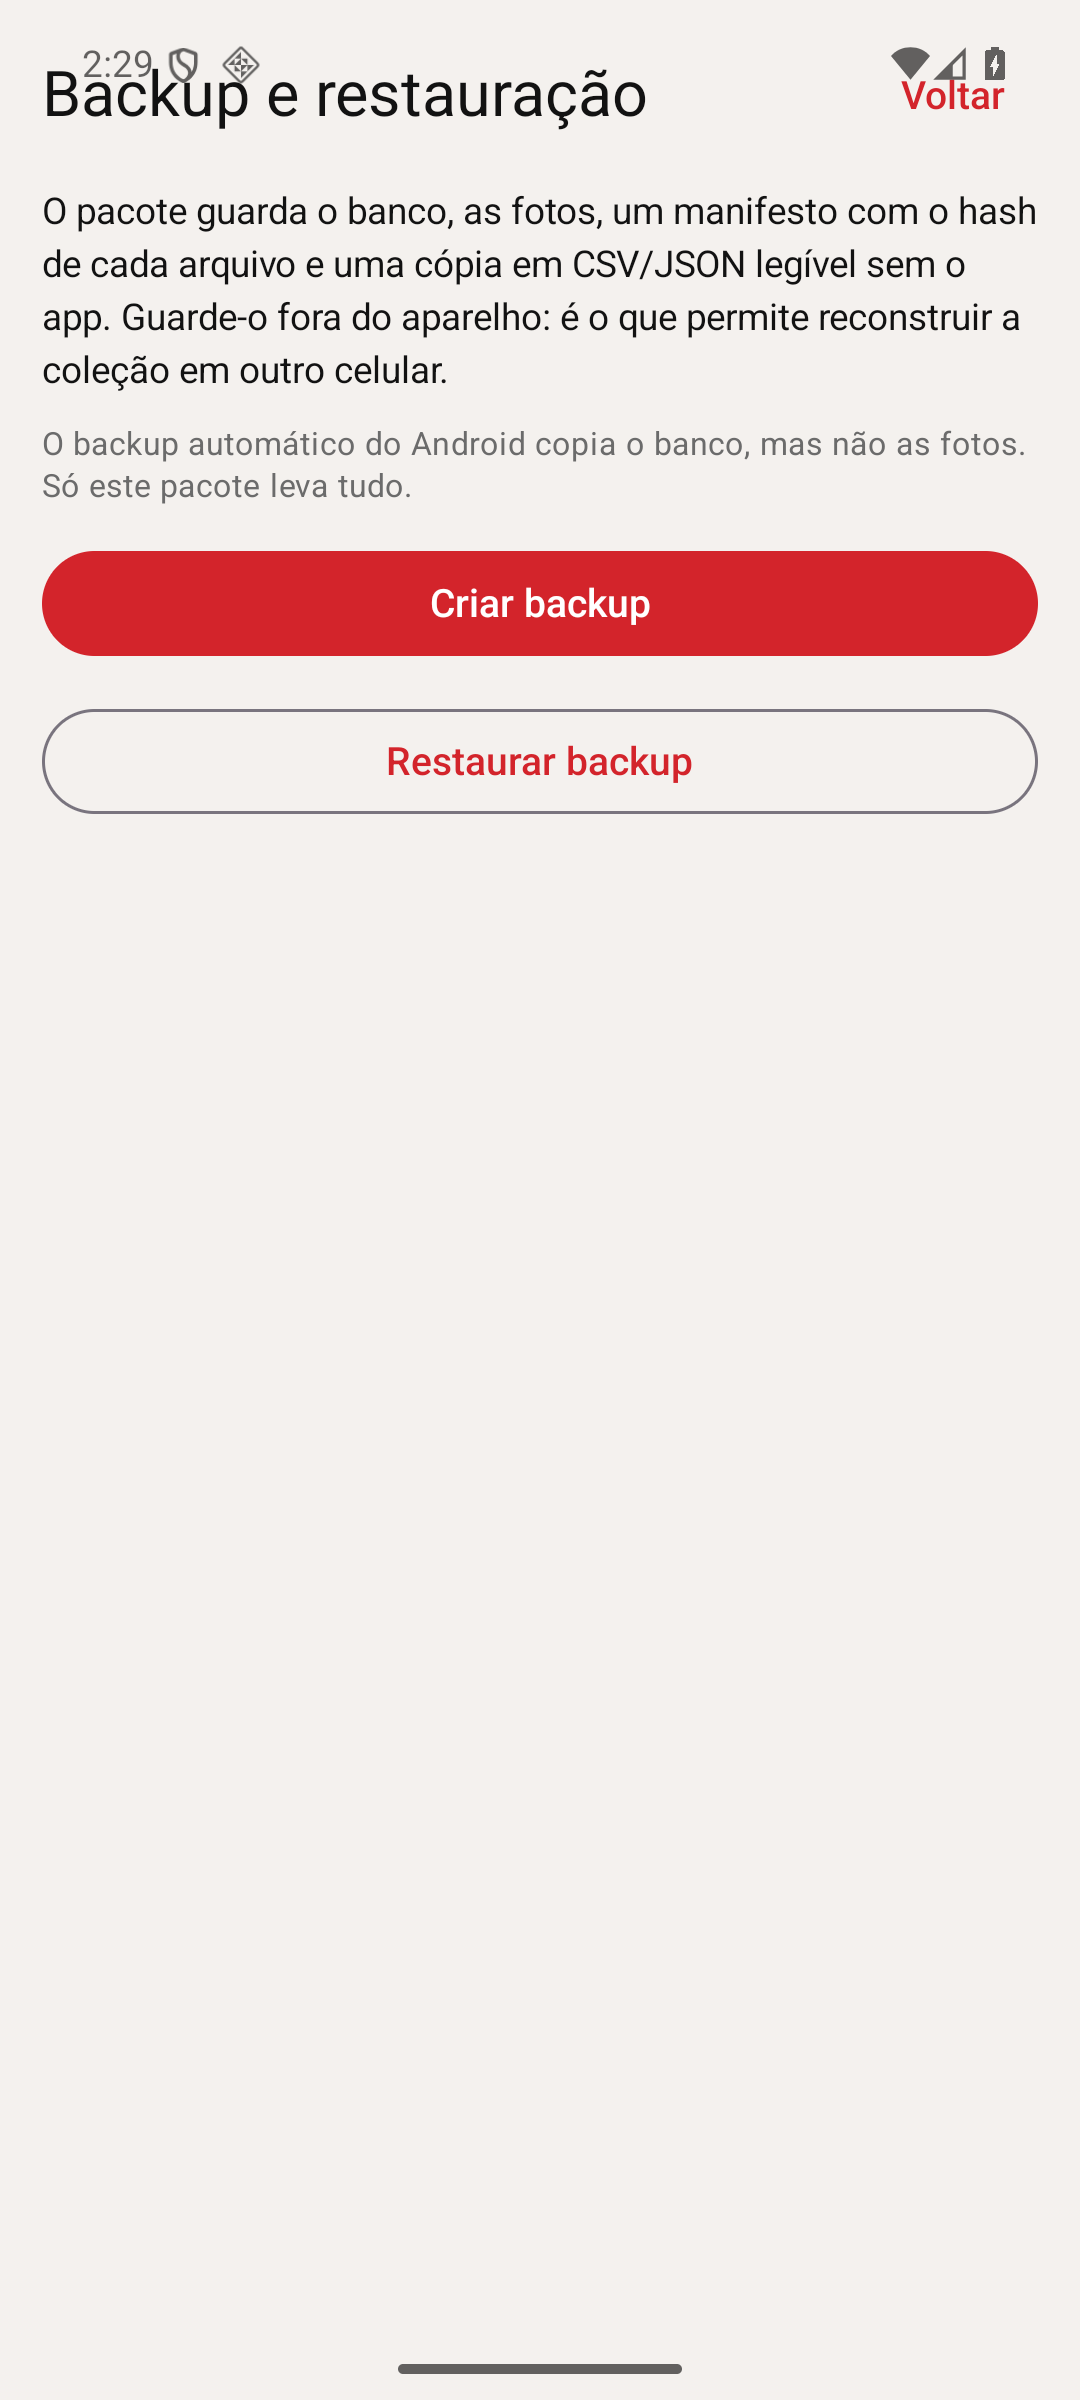 2:29
Backup e restauração
Voltar
O pacote guarda o banco, as fotos, um manifesto com o hash
de cada arquivo e uma cópia em CSV/JSON legível sem o
app. Guarde-o fora do aparelho: é o que permite reconstruir a
coleção em outro celular.
O backup automático do Android copia o banco, mas não as fotos.
Só este pacote leva tudo.
Criar backup
Restaurar backup